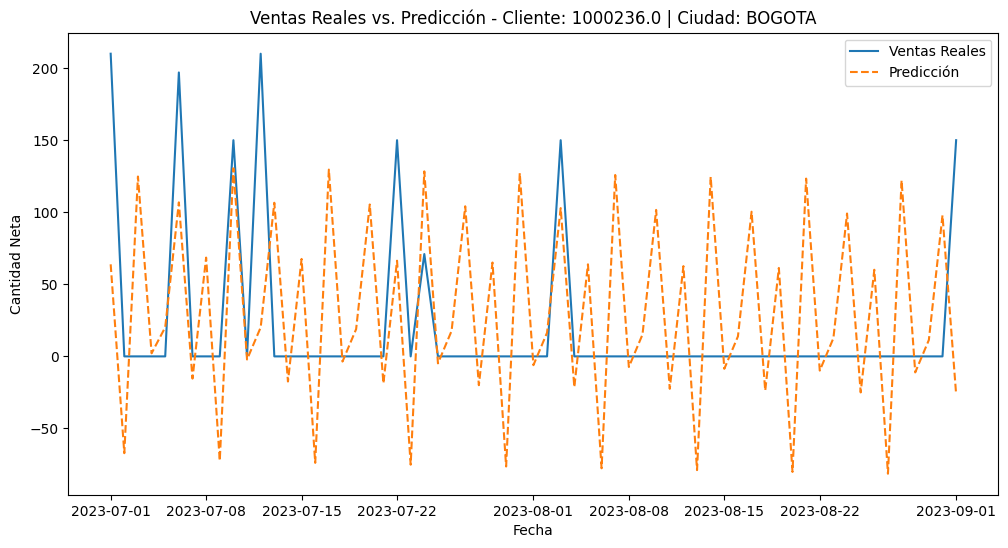 Ventas Reales vs. Predicción - Cliente: 1000236.0 | Ciudad: BOGOTA
Ventas Reales
Predicción
Cantidad Neta
200
150
100
50
0
−50
2023-07-01 2023-07-08 2023-07-15 2023-07-22 2023-08-01 2023-08-08 2023-08-15 2023-08-22 2023-09-01
Fecha